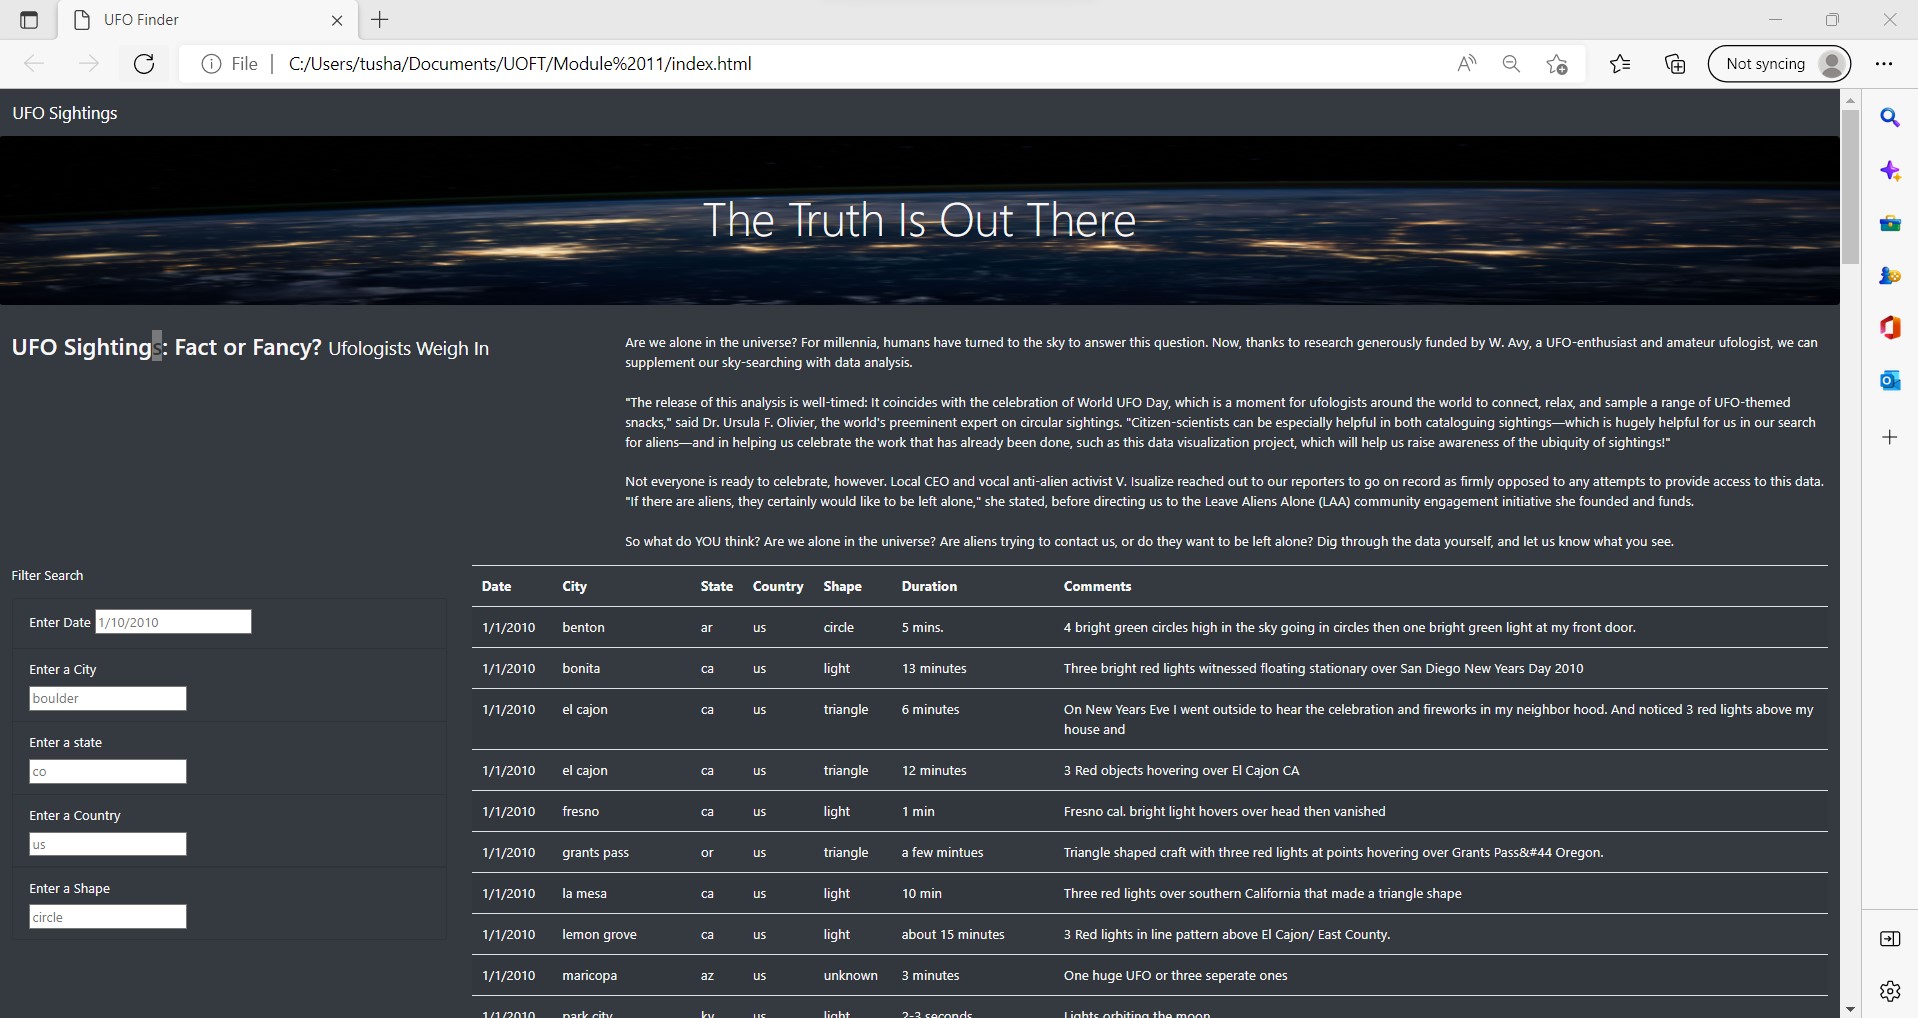 UFO Finder
File
C:/Users/tusha/Documents/UOFT/Module%2011/index.html
Not syncing
UFO Sightings
The Truth Is Out There
UFO Sightings: Fact or Fancy? Ufologists Weigh In
Are we alone in the universe? For millennia, humans have turned to the sky to answer this question. Now, thanks to research generously funded by W. Avy, a UFO-enthusiast and amateur ufologist, we can
supplement our sky-searching with data analysis.
"The release of this analysis is well-timed: It coincides with the celebration of World UFO Day, which is a moment for ufologists around the world to connect, relax, and sample a range of UFO-themed
snacks," said Dr. Ursula F. Olivier, the world's preeminent expert on circular sightings. "Citizen-scientists can be especially helpful in both cataloguing sightings—which is hugely helpful for us in our search
for aliens—and in helping us celebrate the work that has already been done, such as this data visualization project, which will help us raise awareness of the ubiquity of sightings!"
Not everyone is ready to celebrate, however. Local CEO and vocal anti-alien activist V. Isualize reached out to our reporters to go on record as firmly opposed to any attempts to provide access to this data.
"If there are aliens, they certainly would like to be left alone," she stated, before directing us to the Leave Aliens Alone (LAA) community engagement initiative she founded and funds.
So what do YOU think? Are we alone in the universe? Are aliens trying to contact us, or do they want to be left alone? Dig through the data yourself, and let us know what you see.
Filter Search
Enter Date 1/10/2010
Enter a City
boulder
Enter a state
co
Enter a Country
us
Enter a Shape
circle
Date City State Country Shape Duration Comments
1/1/2010 benton ar us circle 5 mins. 4 bright green circles high in the sky going in circles then one bright green light at my front door.
1/1/2010 bonita ca us light 13 minutes Three bright red lights witnessed floating stationary over San Diego New Years Day 2010
1/1/2010 el cajon ca us triangle 6 minutes On New Years Eve I went outside to hear the celebration and fireworks in my neighbor hood. And noticed 3 red lights above my
house and
1/1/2010 el cajon ca us triangle 12 minutes 3 Red objects hovering over El Cajon CA
1/1/2010 fresno ca us light 1 min Fresno cal. bright light hovers over head then vanished
1/1/2010 grants pass or us triangle a few mintues Triangle shaped craft with three red lights at points hovering over Grants Pass&#44 Oregon.
1/1/2010 la mesa ca us light 10 min Three red lights over southern California that made a triangle shape
1/1/2010 lemon grove ca us light about 15 minutes 3 Red lights in line pattern above El Cajon/ East County.
1/1/2010 maricopa az us unknown 3 minutes One huge UFO or three seperate ones
1/1/2010 park city ky us light 2-3 seconds Lights orbiting the moon